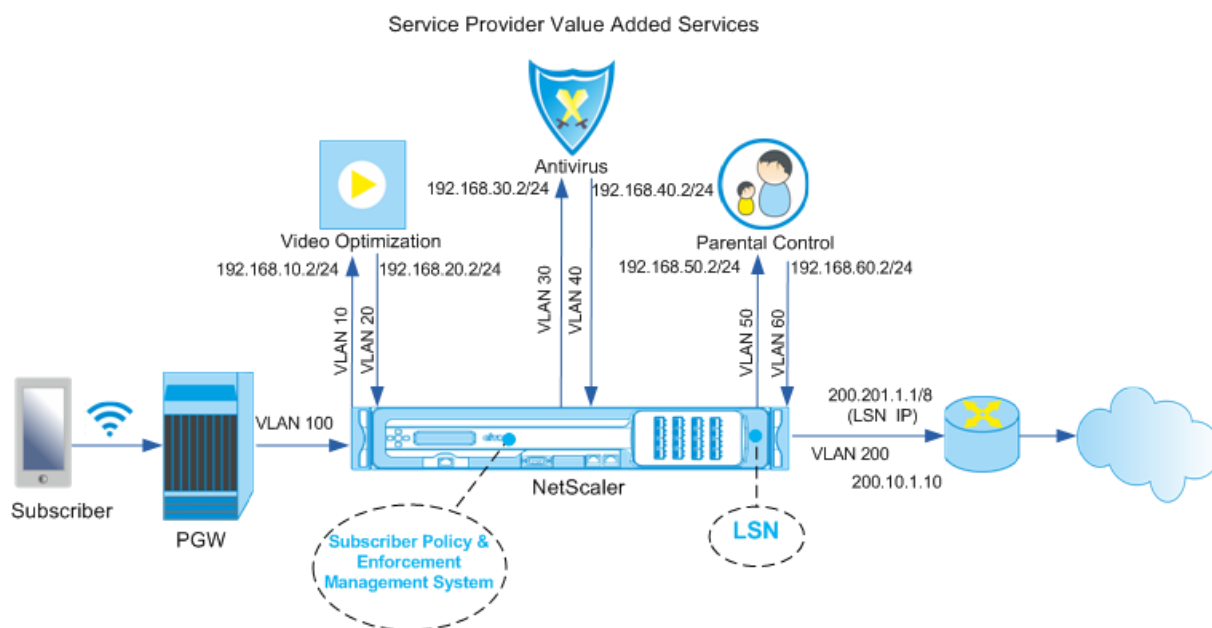 Service Provider Value Added Services
Antivirus
192.168.30.2/24
192.168.40.2/24
Video Optimization
192.168.10.2/24
192.168.20.2/24
Parental Control
192.168.50.2/24
192.168.60.2/24
VLAN 10
VLAN 20
VLAN 30
VLAN 40
VLAN 50
VLAN 60
VLAN 100
200.201.1.1/8
(LSN IP)
VLAN 200
200.10.1.10
NetScaler
Subscriber
PGW
Subscriber Policy &
Enforcement
Management System
LSN